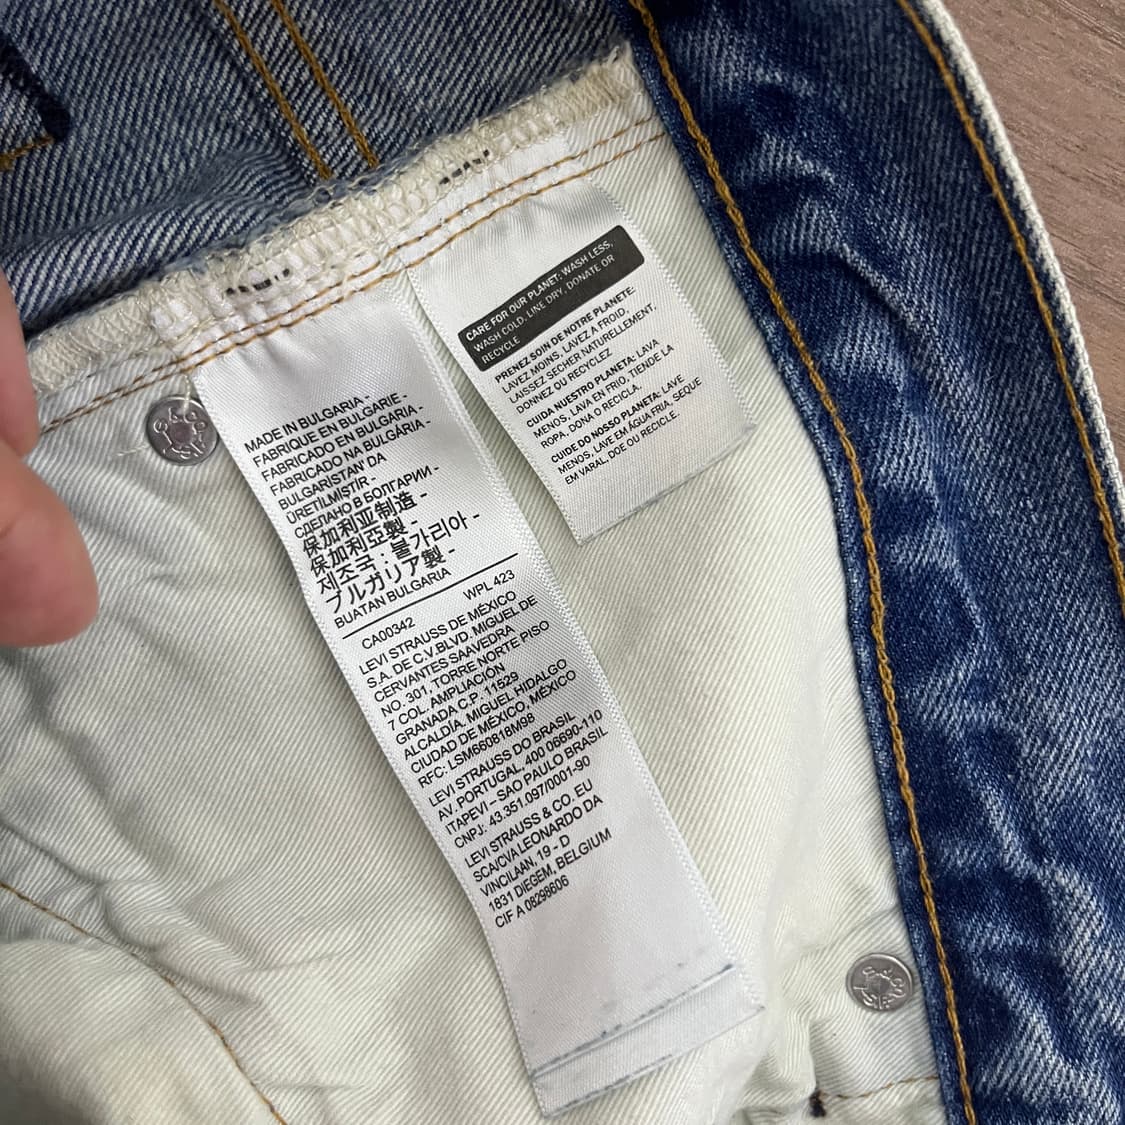 MADE IN BULGARIA -
FABRIQUE EN BULGARIE -
FABRICADO EN BULGARIA -
FABRICADO NA BULGÁRIA -
BULGARİSTAN' DA
ÜRETİLMİŞTİR -
СДЕЛАНО В БОЛГАРИИ -
保加利亚制造 -
保加利亞製 -
제조국 : 불가리아 -
ブルガリア製 -
BUATAN BULGARIA
CA00342 WPL 423
LEVI STRAUSS DE MÉXICO
S.A. DE C.V.BLVD. MIGUEL DE
CERVANTES SAAVEDRA
NO. 301, TORRE NORTE PISO
7 COL. AMPLIACIÓN
GRANADA C.P. 11529
ALCALDÍA. MIGUEL HIDALGO
CIUDAD DE MÉXICO, MÉXICO
RFC: LSM660818M98
LEVI STRAUSS DO BRASIL
AV. PORTUGAL, 400 06690-110
ITAPEVI – SAO PAULO BRASIL
CNPJ: 43.351.097/0001-90
LEVI STRAUSS & CO. EU
SCA/CVA LEONARDO DA
VINCILAAN, 19 - D
1831 DIEGEM, BELGIUM
CIF A 08298606
CARE FOR OUR PLANET: WASH LESS,
WASH COLD, LINE DRY, DONATE OR
RECYCLE
PRENEZ SOIN DE NOTRE PLANETE:
LAVEZ MOINS, LAVEZ A FROID,
LAISSEZ SECHER NATURELLEMENT,
DONNEZ OU RECYCLEZ
CUIDA NUESTRO PLANETA: LAVA
MENOS, LAVA EN FRIO, TIENDE LA
ROPA, DONA O RECICLA.
CUIDE DO NOSSO PLANETA: LAVE
MENOS, LAVE EM ÁGUA FRIA, SEQUE
EM VARAL, DOE OU RECICLE.